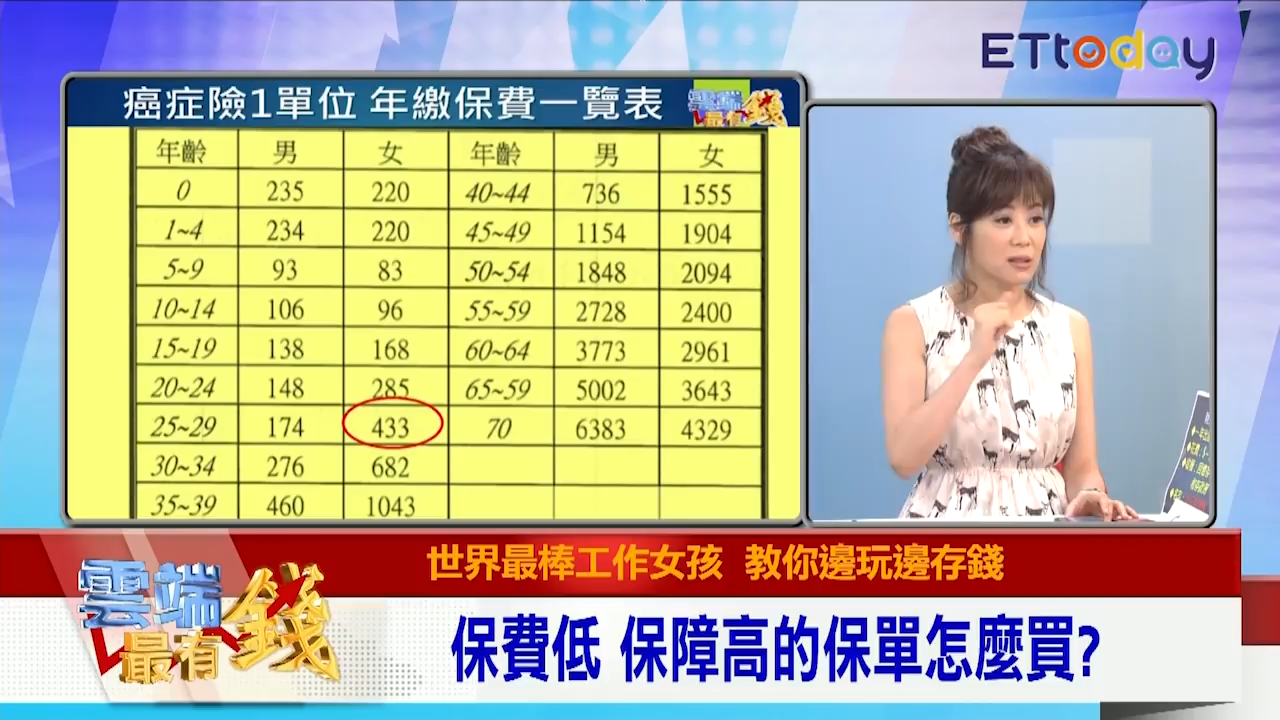 ETtoday
癌症險1單位 年繳保費一覽表
雲端最有錢
年齡 男 女 年齡 男 女
0 235 220 40~44 736 1555
1~4 234 220 45~49 1154 1904
5~9 93 83 50~54 1848 2094
10~14 106 96 55~59 2728 2400
15~19 138 168 60~64 3773 2961
20~24 148 285 65~59 5002 3643
25~29 174 433 70 6383 4329
30~34 276 682
35~39 460 1043
世界最棒工作女孩 教你邊玩邊存錢
雲端
最有錢
保費低 保障高的保單怎麼買?